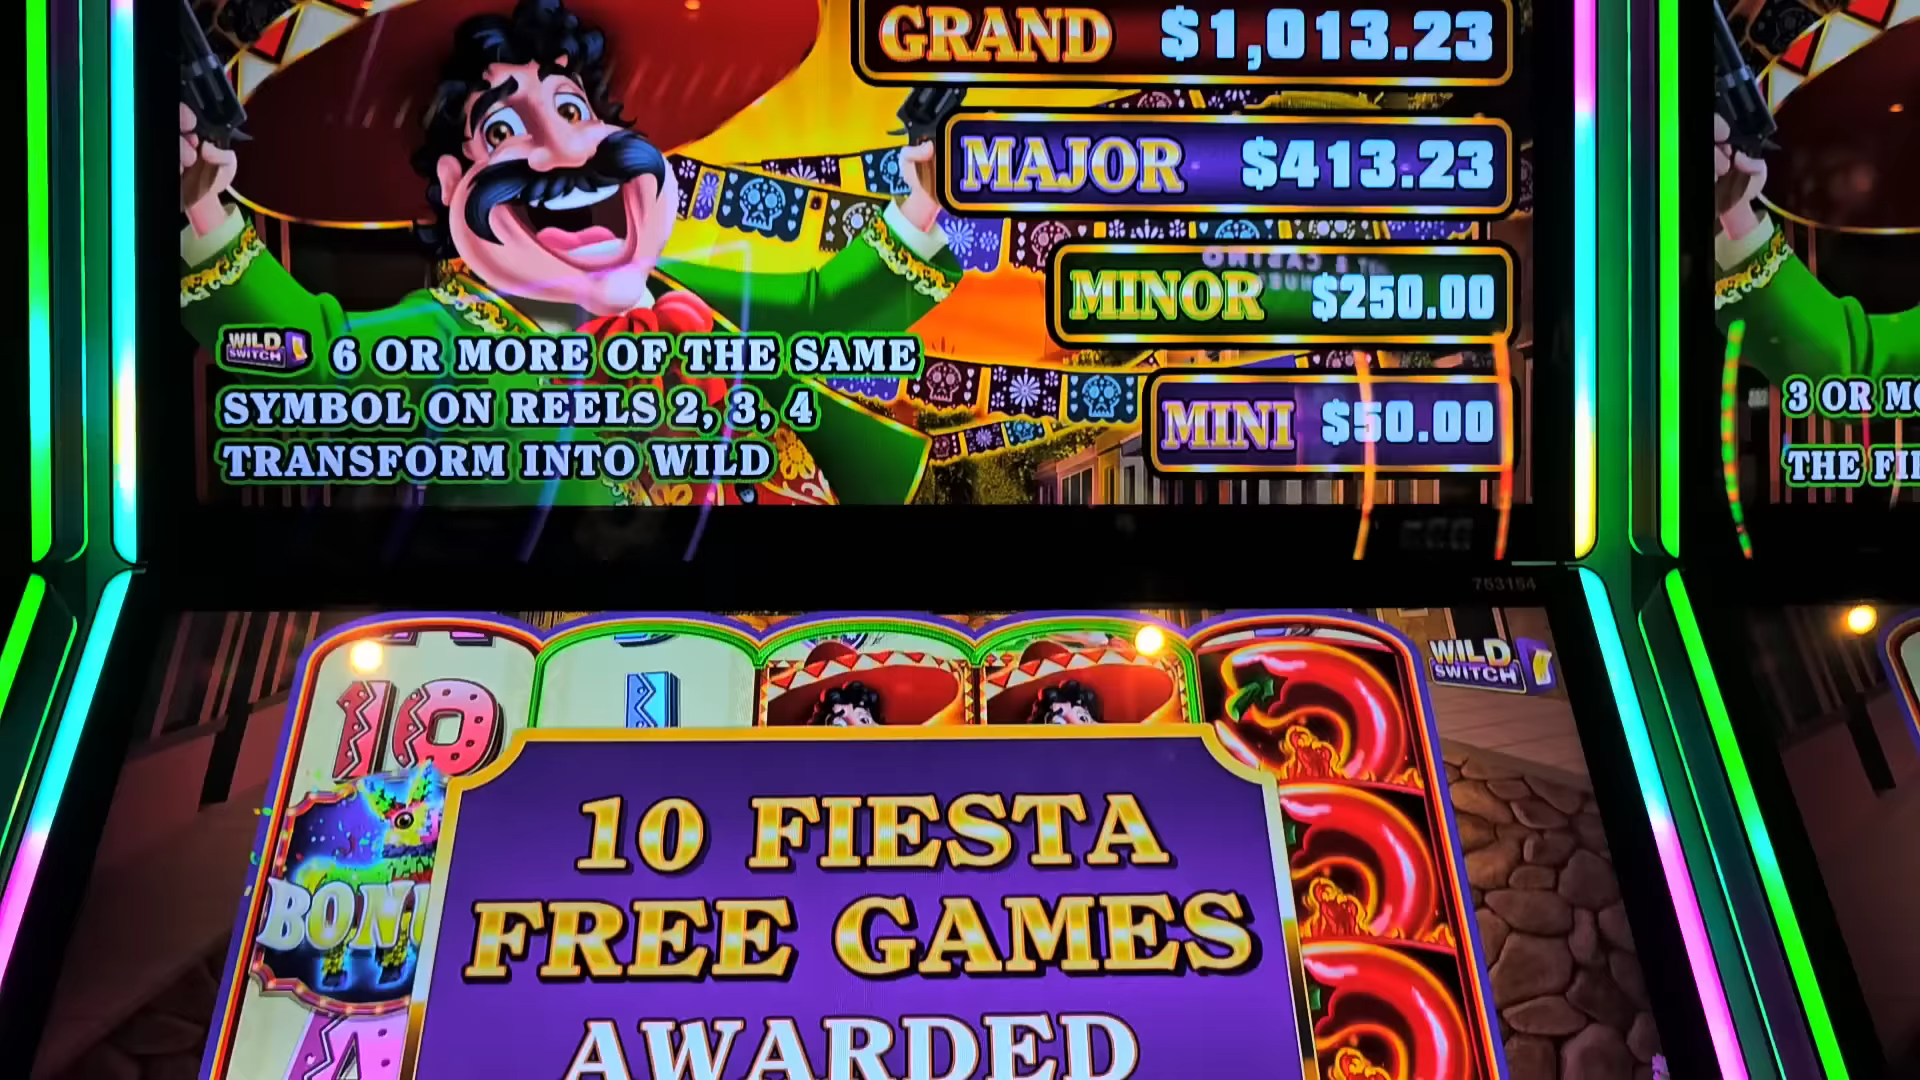 GRAND $1,013.23
MAJOR $413.23
MINOR $250.00
MINI $50.00
WILD SWITCH 6 OR MORE OF THE SAME
SYMBOL ON REELS 2, 3, 4
TRANSFORM INTO WILD
3 OR
THE
753154
WILD
SWITCH
10
BONU
A
10 FIESTA
FREE GAMES
AWARDED